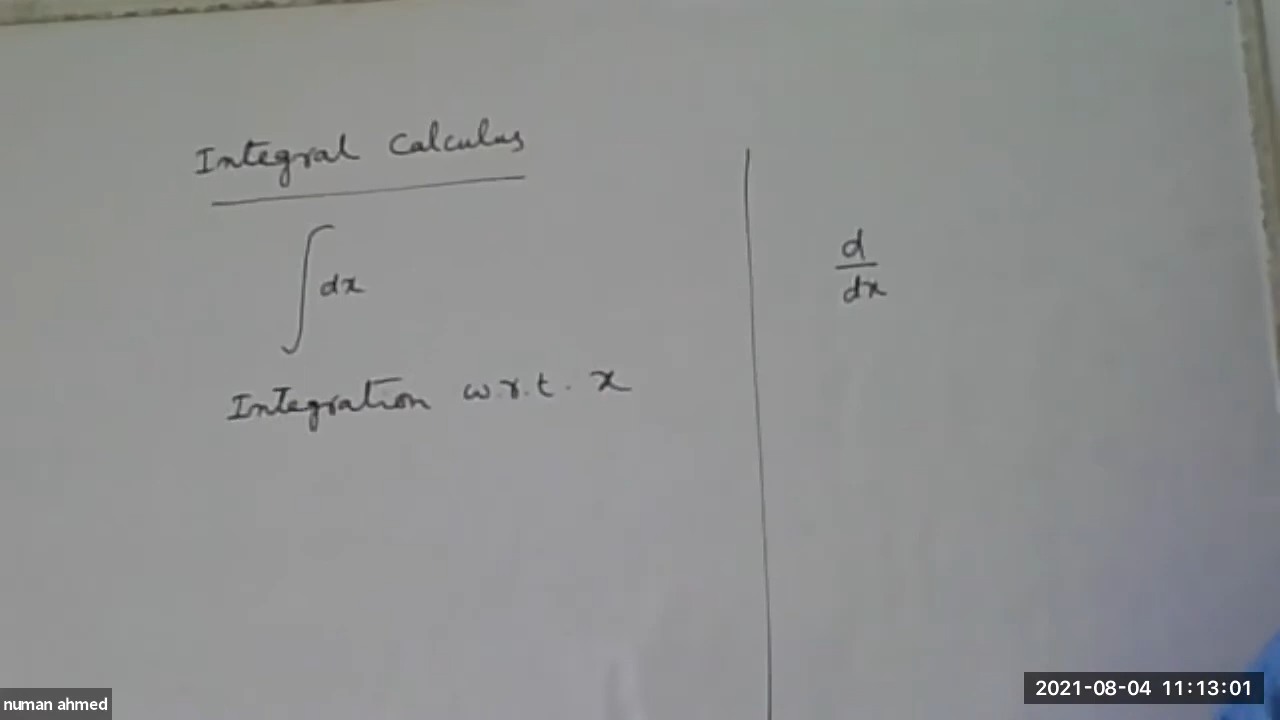 Integral Calculus
∫ dx
Integration w.r.t. x
d
dx
numan ahmed
2021-08-04 11:13:01